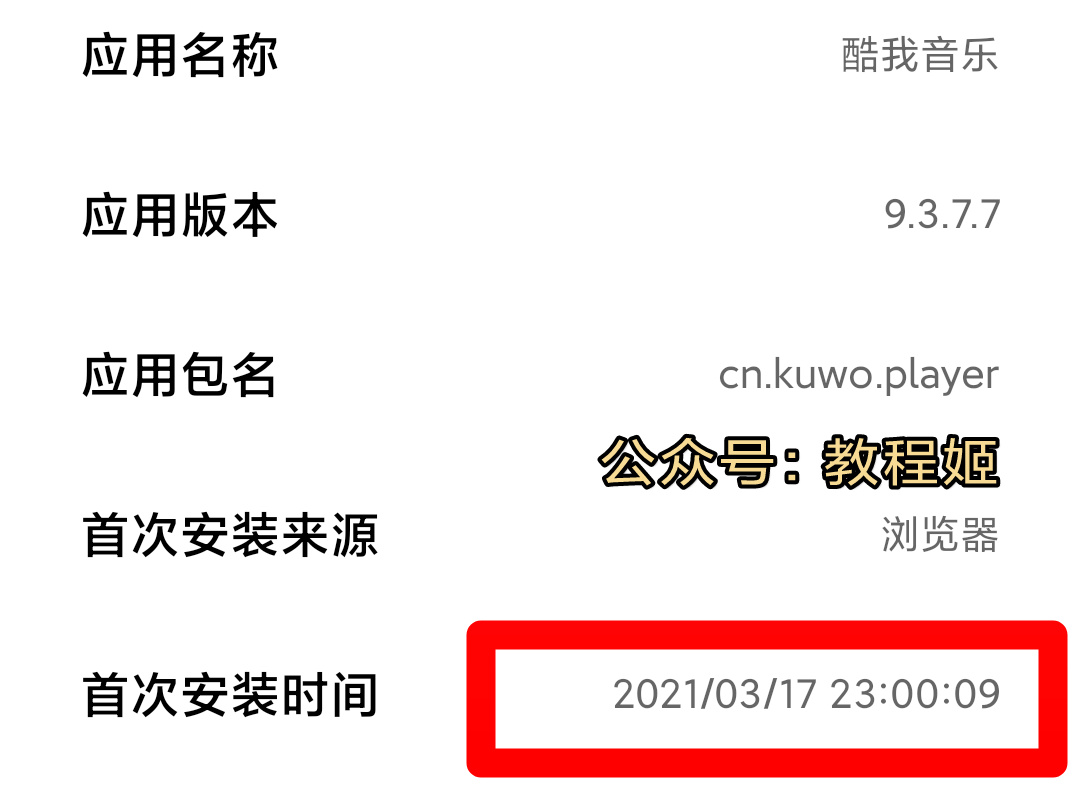 应用名称 酷我音乐
应用版本 9.3.7.7
应用包名 cn.kuwo.player
公众号：教程姬
首次安装来源 浏览器
首次安装时间 2021/03/17 23:00:09